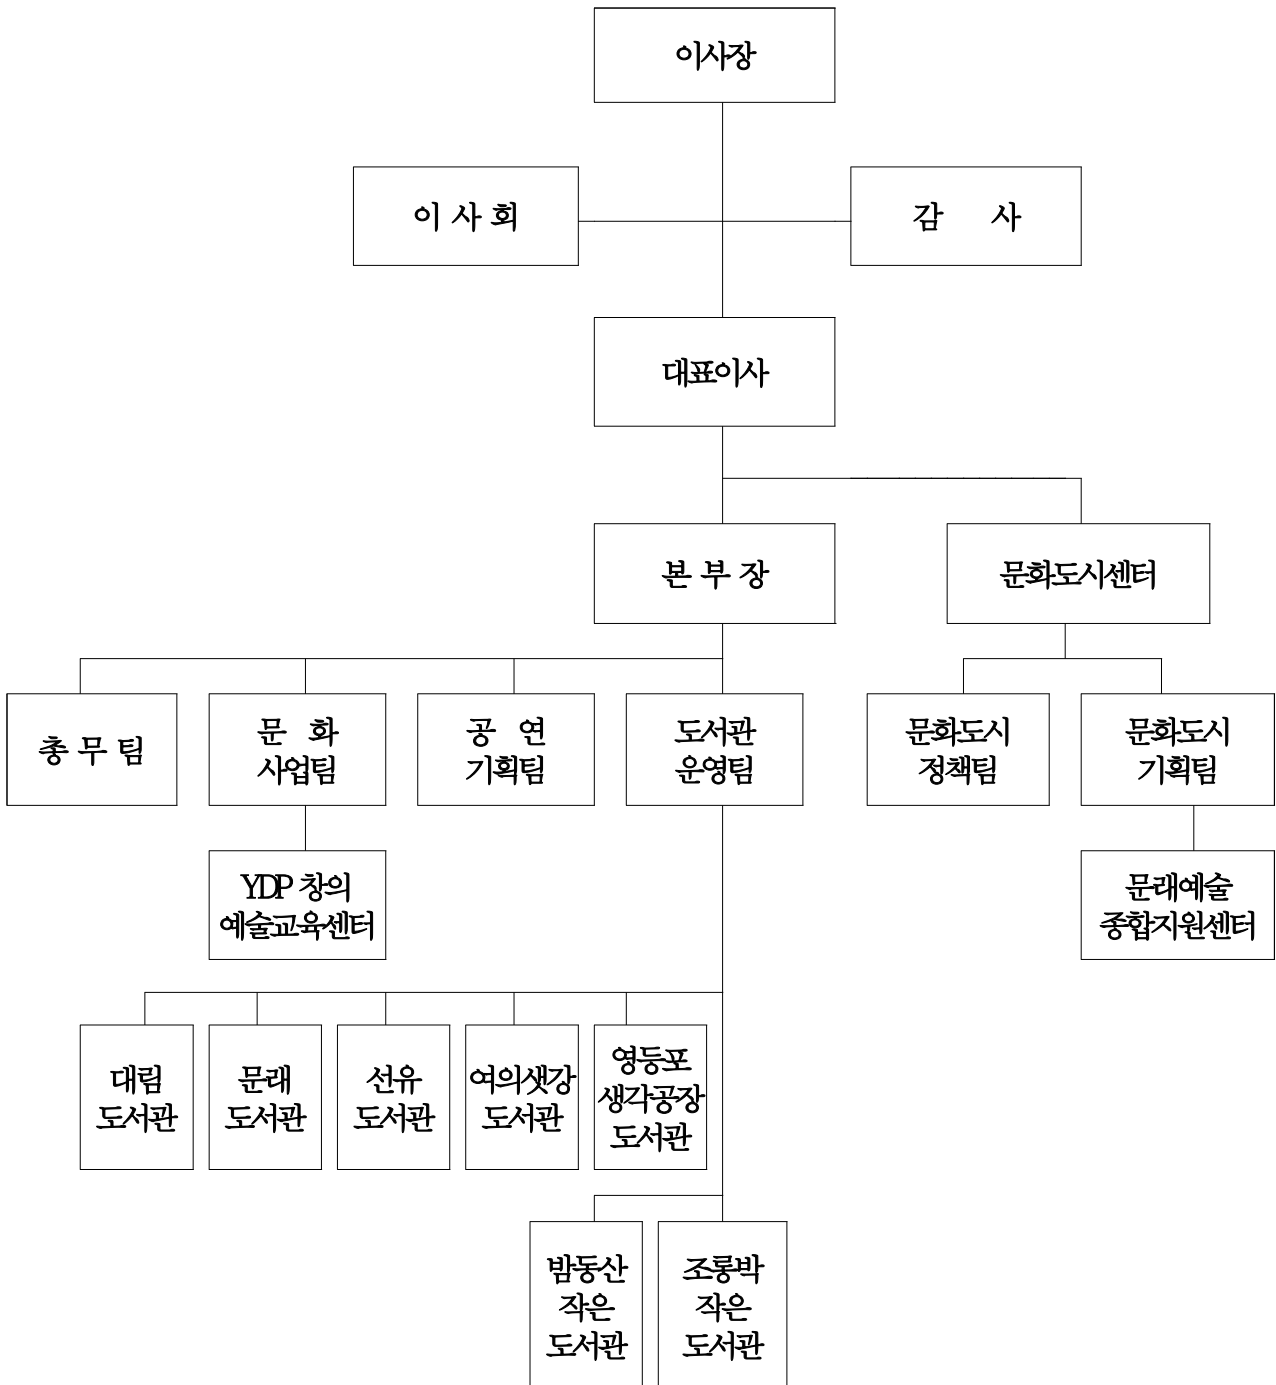 이사장
이 사 회
감 사
대표이사
본 부 장
문화도시센터
총 무 팀
문 화
사업팀
공 연
기획팀
도서관
운영팀
문화도시
정책팀
문화도시
기획팀
YDP 창의
예술교육센터
문래예술
종합지원센터
대림
도서관
문래
도서관
선유
도서관
여의샛강
도서관
영등포
생각공장
도서관
밤동산
작은
도서관
조롱박
작은
도서관